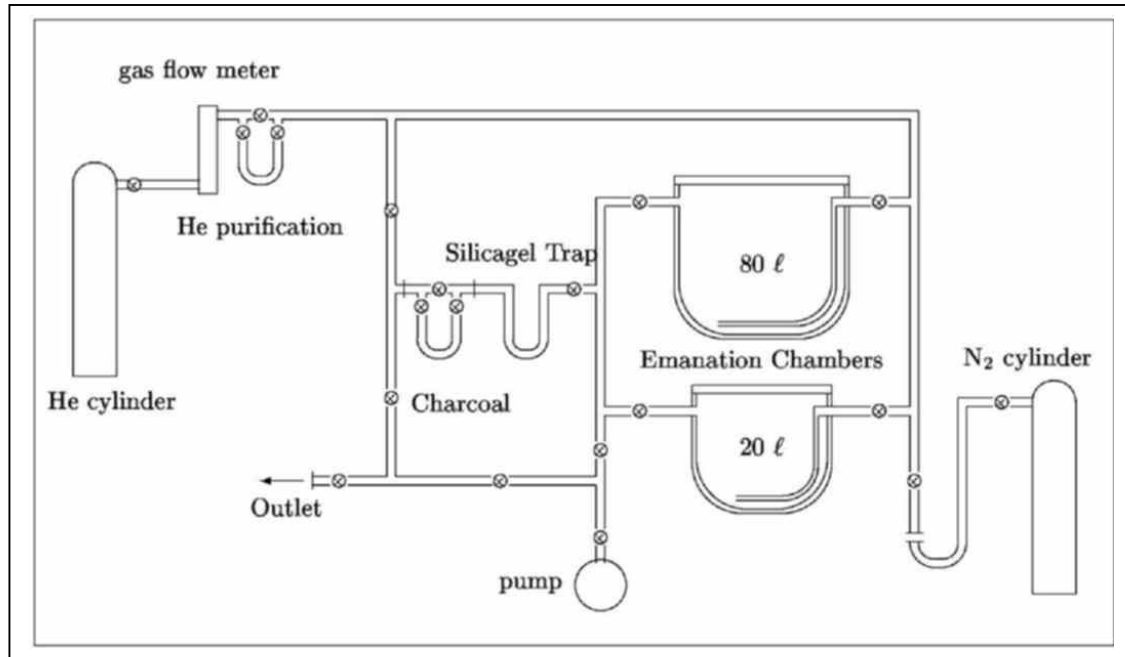 gas flow meter
He purification
Silicagel Trap
80 ℓ
Emanation Chambers
N₂ cylinder
He cylinder
Charcoal
20 ℓ
Outlet
pump